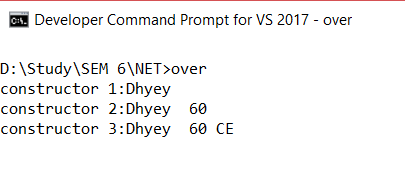 Developer Command Prompt for VS 2017 - over
D:\Study\SEM 6\NET>over
constructor 1:Dhyey
constructor 2:Dhyey  60
constructor 3:Dhyey  60 CE